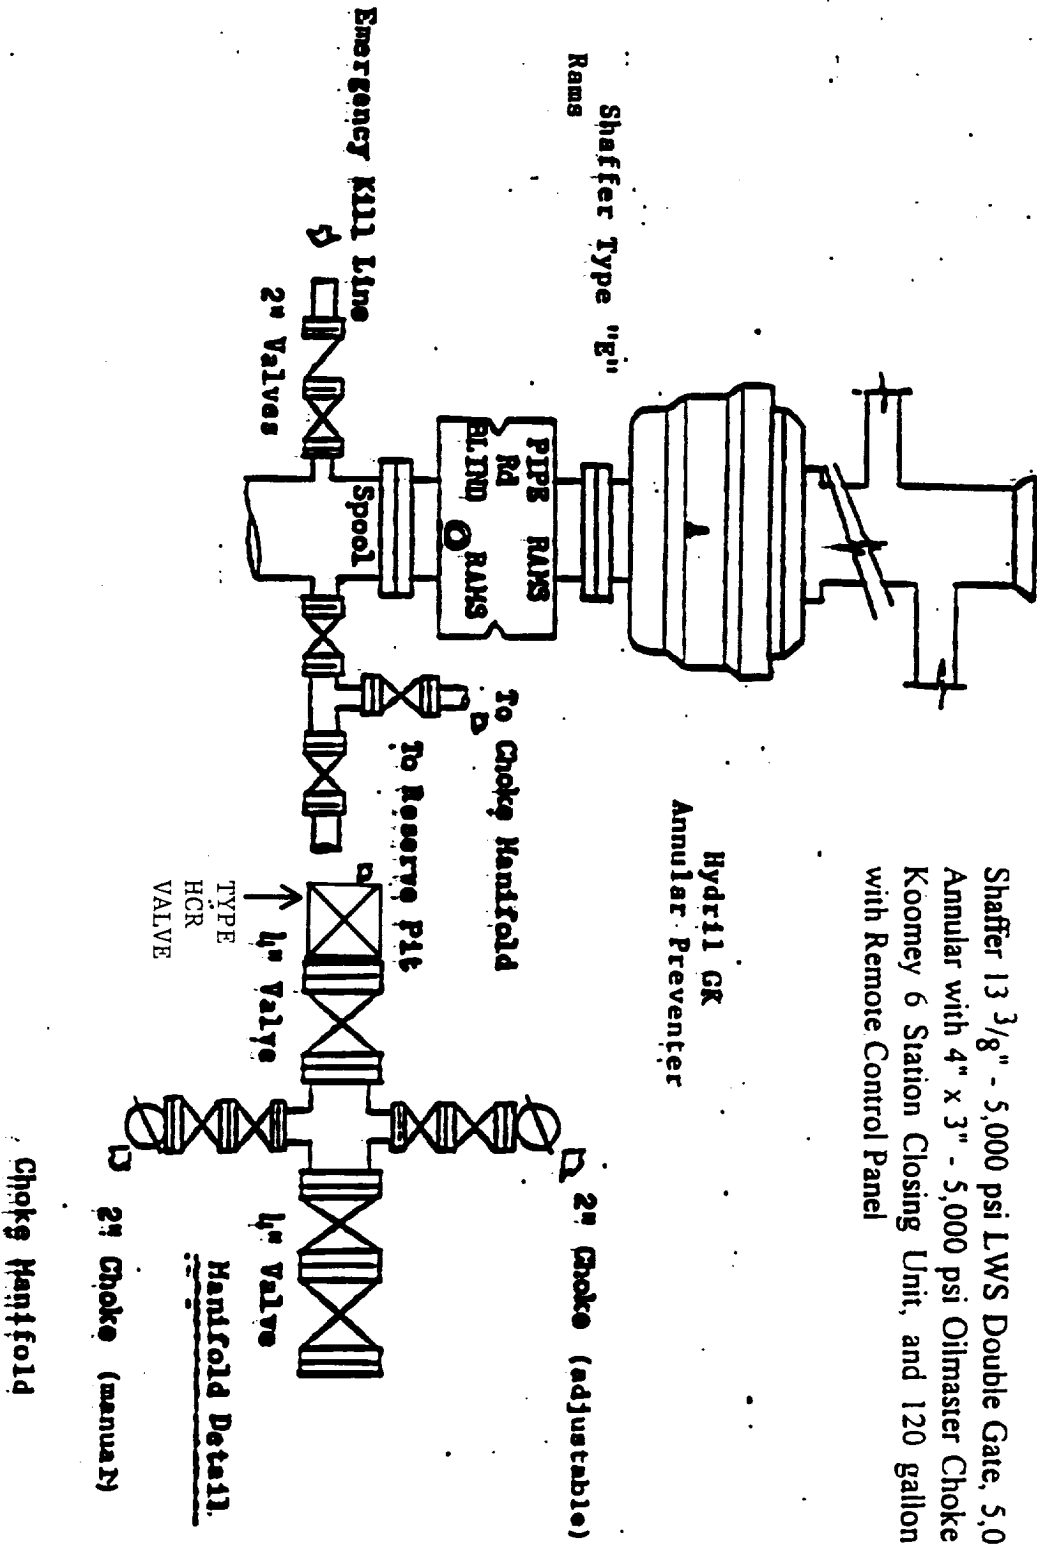 Shaffer 13 3/8" - 5,000 psi LWS Double Gate, 5,0
Annular with 4" x 3" - 5,000 psi Oilmaster Choke
Koomey 6 Station Closing Unit, and 120 gallon
with Remote Control Panel
Hydril GK
Annular Preventer
Shaffer Type "E"
Rams
PIPE RAMS
Rd
BLIND RAMS
Spool
Emergency Kill Line
2" Valves
To Choke Manifold
To Reserve Pit
TYPE
HCR
VALVE
4" Valve
4" Valve
2" Choke (adjustable)
2" Choke (manual)
Manifold Detail
Choke Manifold